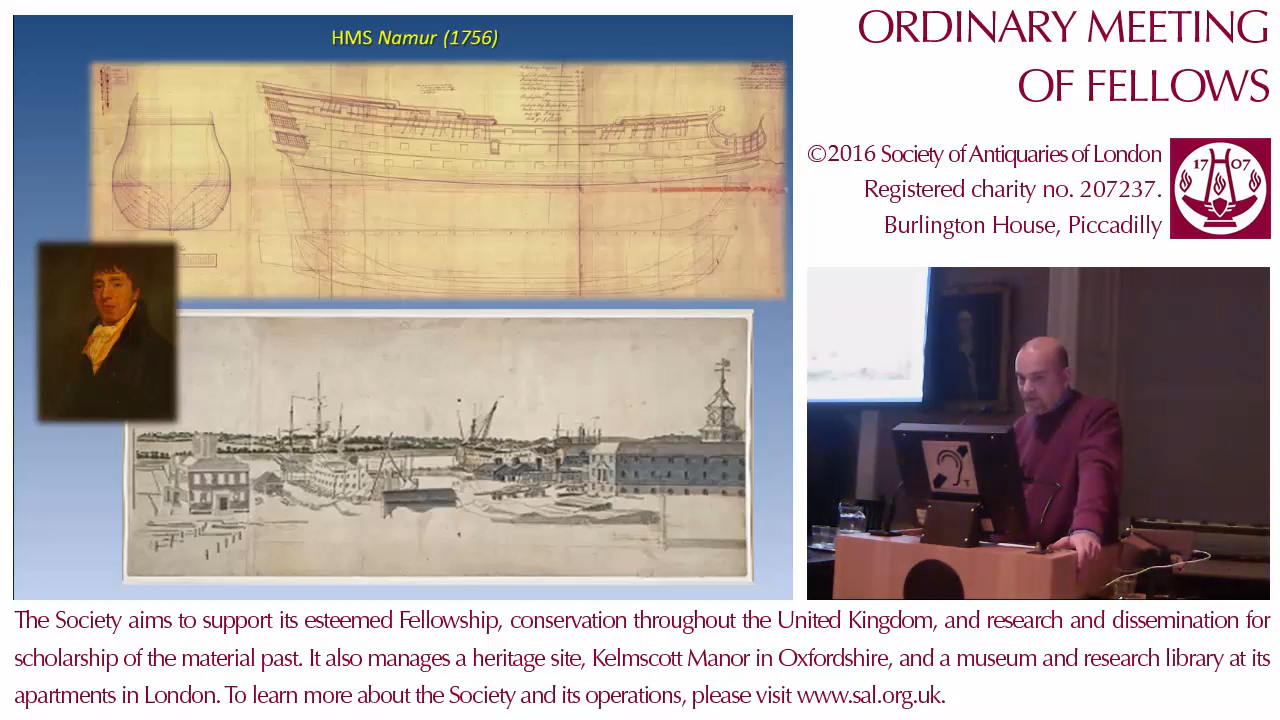 HMS Namur (1756)
ORDINARY MEETING
OF FELLOWS
©2016 Society of Antiquaries of London
Registered charity no. 207237.
Burlington House, Piccadilly
17 07
T
The Society aims to support its esteemed Fellowship, conservation throughout the United Kingdom, and research and dissemination for
scholarship of the material past. It also manages a heritage site, Kelmscott Manor in Oxfordshire, and a museum and research library at its
apartments in London. To learn more about the Society and its operations, please visit www.sal.org.uk.